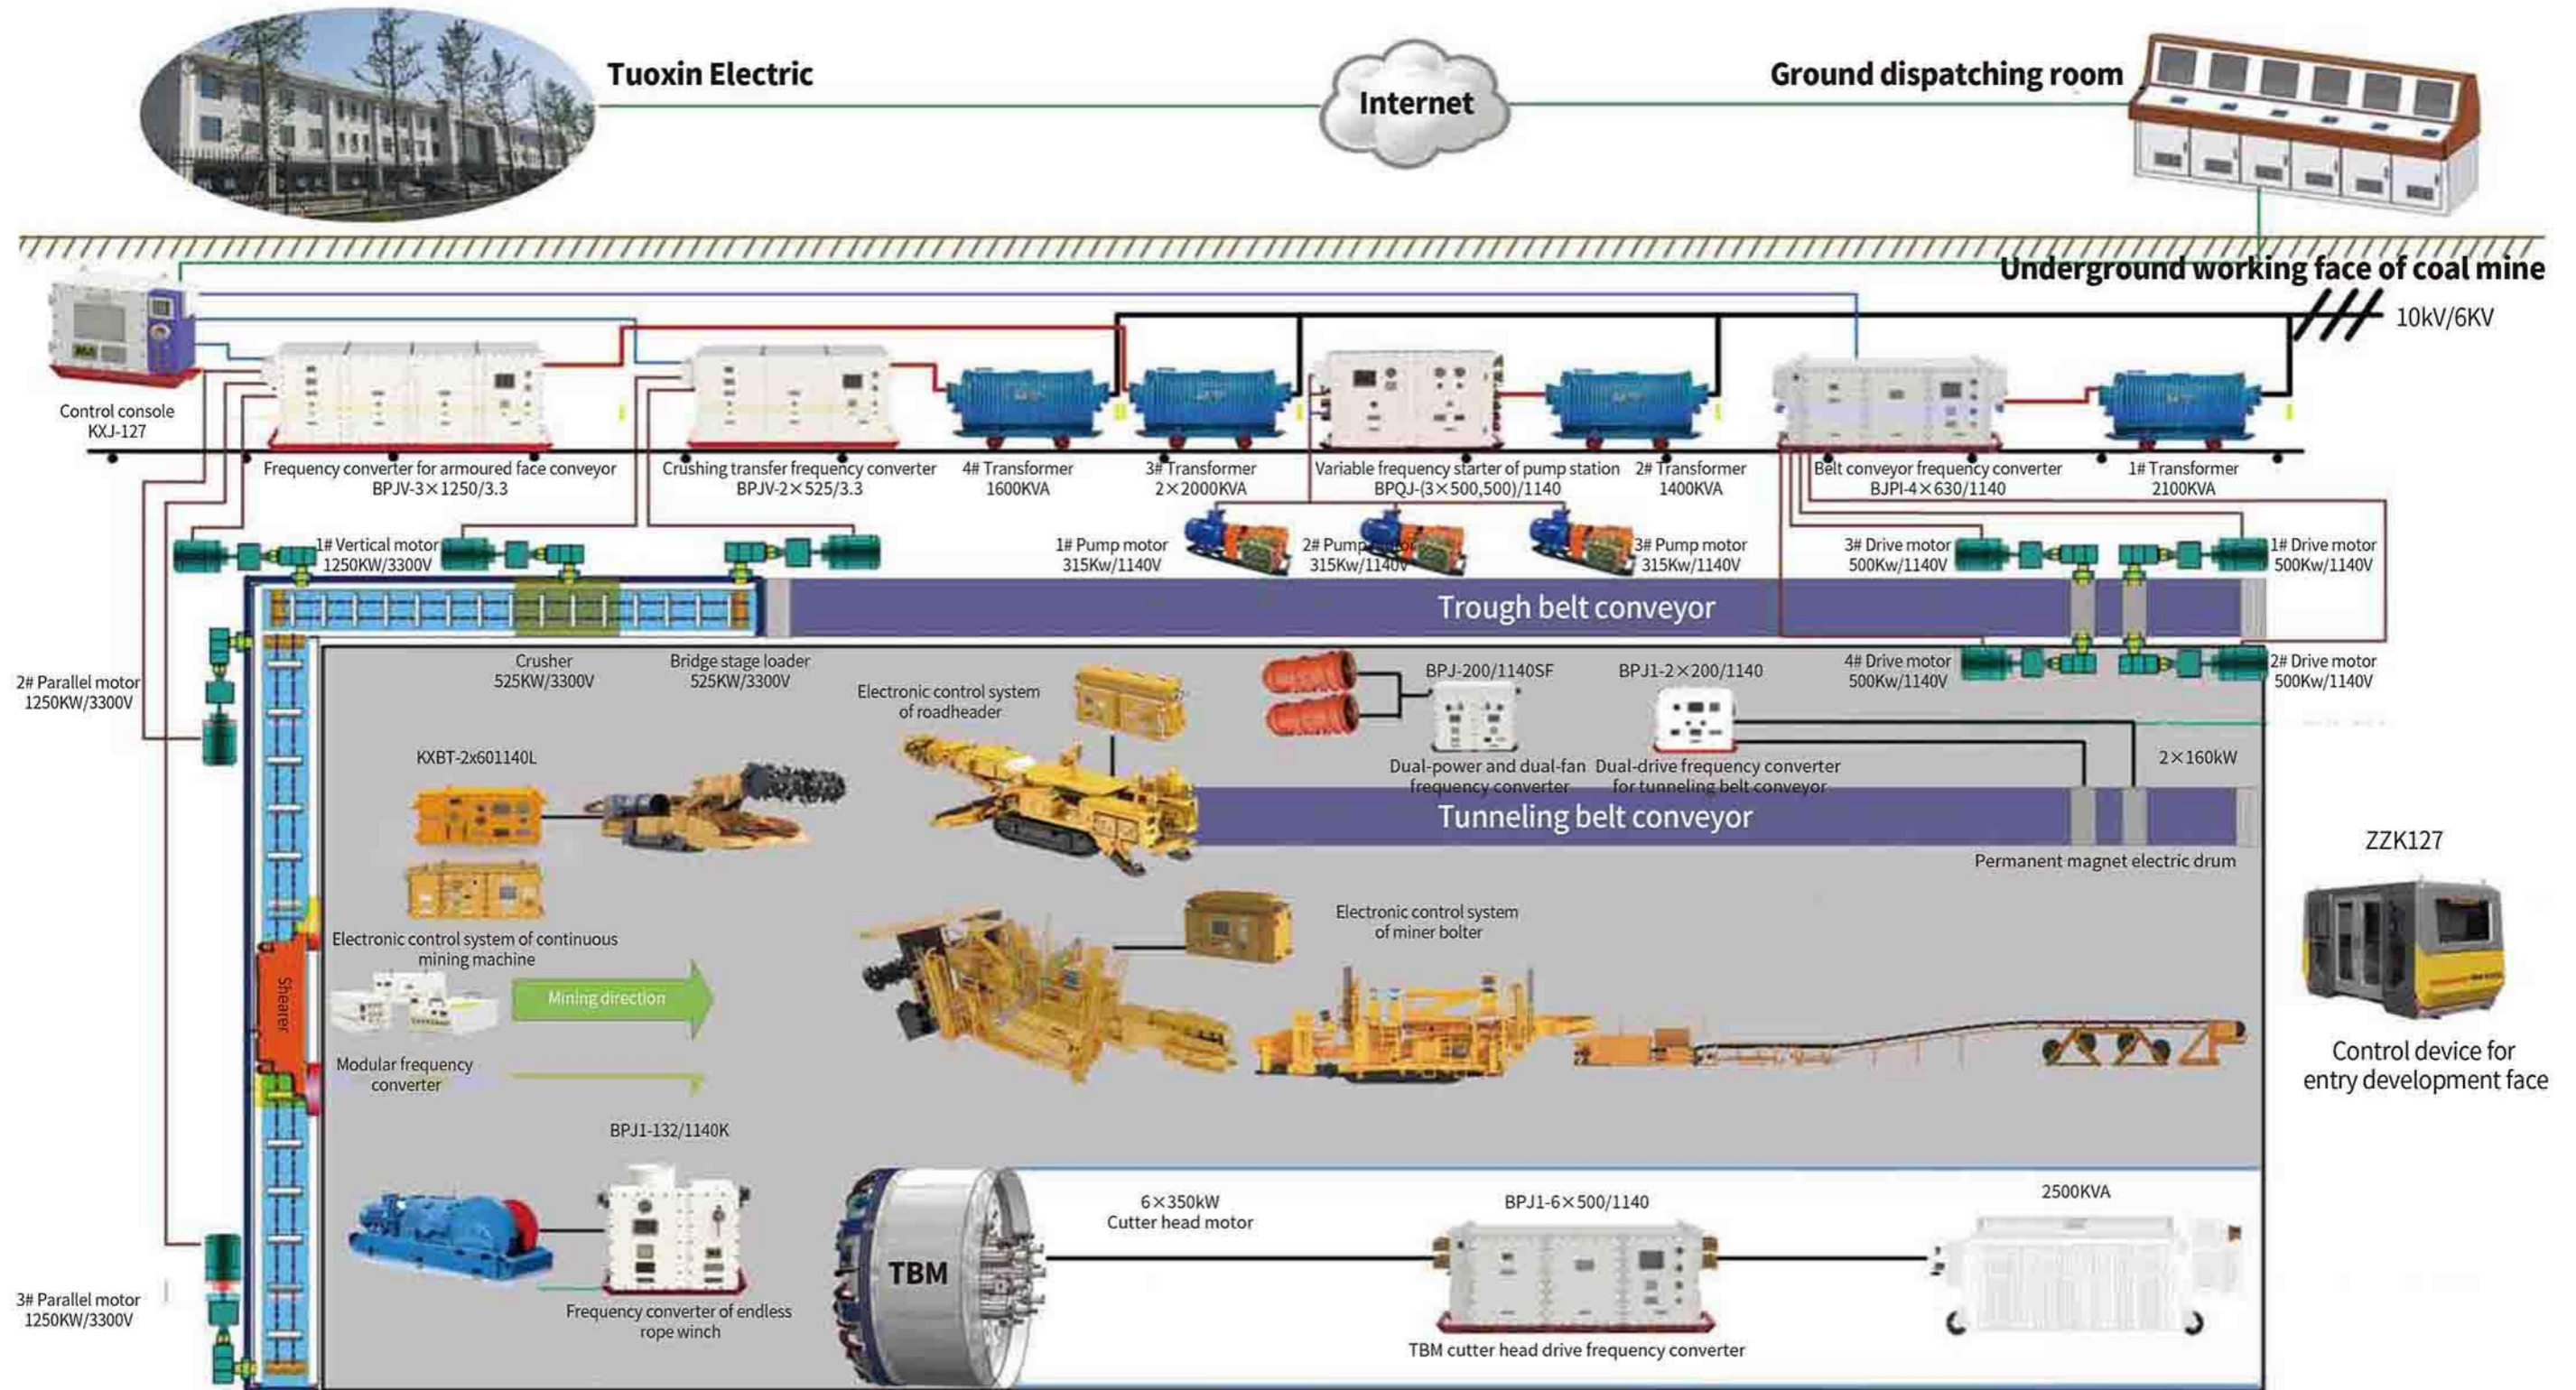 Tuoxin Electric
Internet
Ground dispatching room
Underground working face of coal mine
10kV/6KV
Control console
KXJ-127
Frequency converter for armoured face conveyor
BPJV-3×1250/3.3
Crushing transfer frequency converter
BPJV-2×525/3.3
4# Transformer
1600KVA
3# Transformer
2×2000KVA
Variable frequency starter of pump station
BPQJ-(3×500,500)/1140
2# Transformer
1400KVA
Belt conveyor frequency converter
BJPI-4×630/1140
1# Transformer
2100KVA
1# Vertical motor
1250KW/3300V
1# Pump motor
315Kw/1140V
2# Pump motor
315Kw/1140V
3# Pump motor
315Kw/1140V
3# Drive motor
500Kw/1140V
1# Drive motor
500Kw/1140V
Trough belt conveyor
2# Parallel motor
1250KW/3300V
Crusher
525KW/3300V
Bridge stage loader
525KW/3300V
4# Drive motor
500Kw/1140V
2# Drive motor
500Kw/1140V
Electronic control system
of roadheader
BPJ-200/1140SF
BPJ1-2×200/1140
KXBT-2x601140L
Dual-power and dual-fan
frequency converter
Dual-drive frequency converter
for tunneling belt conveyor
2×160kW
Tunneling belt conveyor
Permanent magnet electric drum
ZZK127
Electronic control system of continuous
mining machine
Electronic control system
of miner bolter
Shearer
Mining direction
Modular frequency
converter
Control device for
entry development face
BPJ1-132/1140K
Frequency converter of endless
rope winch
TBM
6×350kW
Cutter head motor
BPJ1-6×500/1140
2500KVA
TBM cutter head drive frequency converter
3# Parallel motor
1250KW/3300V